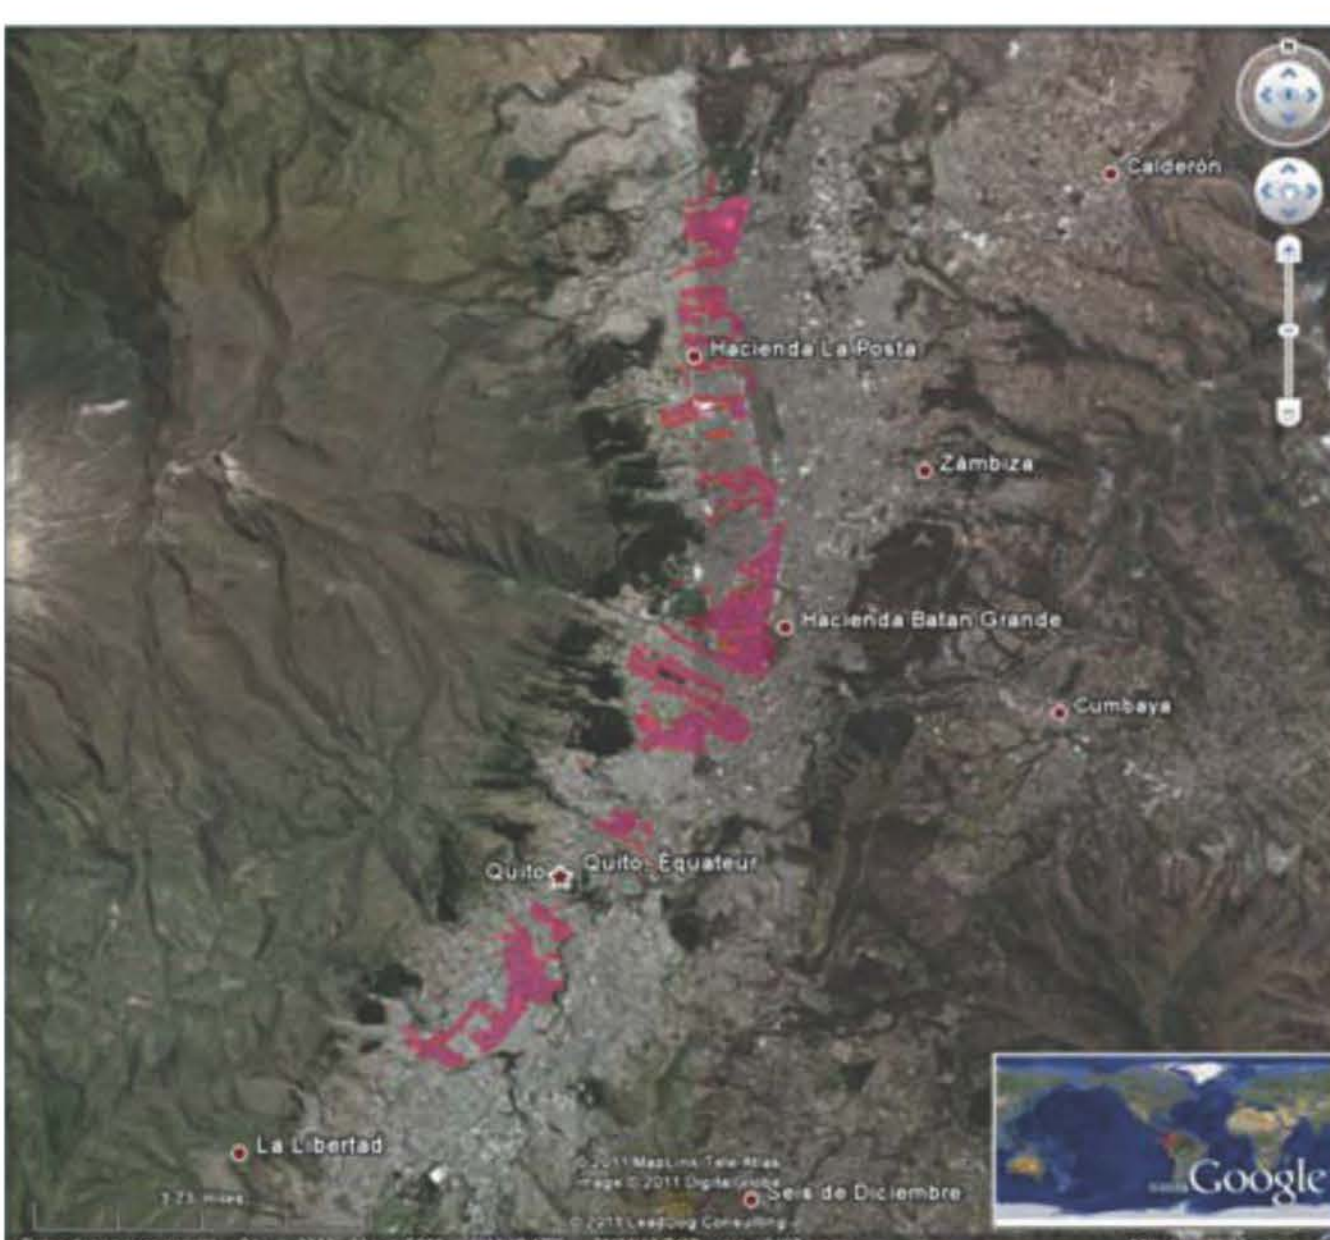 N
Calderón
Hacienda La Posta
Zámbiza
Hacienda Batan Grande
Cumbaya
Quito Quito, Equateur
La Libertad
© 2011 MapLink/Tele Atlas
Image © 2011 DigitalGlobe
Seis de Diciembre
© 2011 LeadDog Consulting
Google